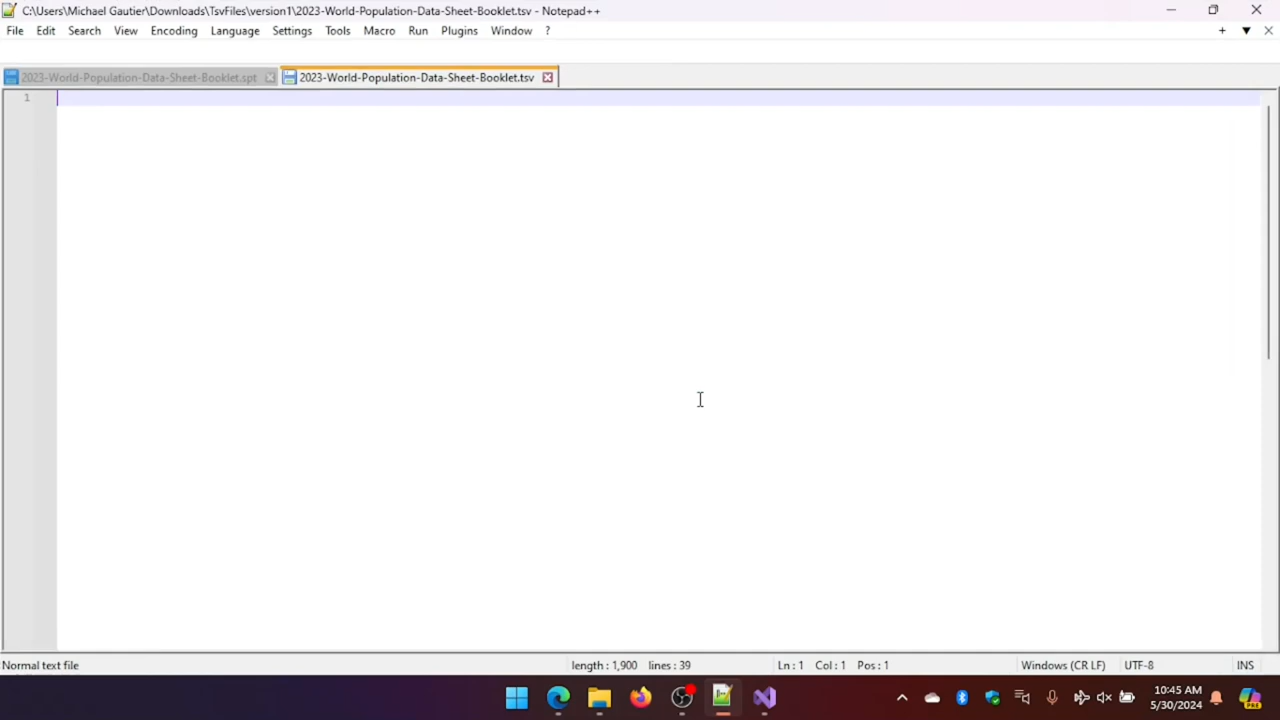 C:\Users\Michael Gautier\Downloads\TsvFiles\version1\2023-World-Population-Data-Sheet-Booklet.tsv - Notepad++
File Edit Search View Encoding Language Settings Tools Macro Run Plugins Window ?
2023-World-Population-Data-Sheet-Booklet.spt 2023-World-Population-Data-Sheet-Booklet.tsv
1
Normal text file length : 1,900 lines : 39 Ln : 1 Col : 1 Pos : 1 Windows (CR LF) UTF-8 INS
10:45 AM
5/30/2024
PRE